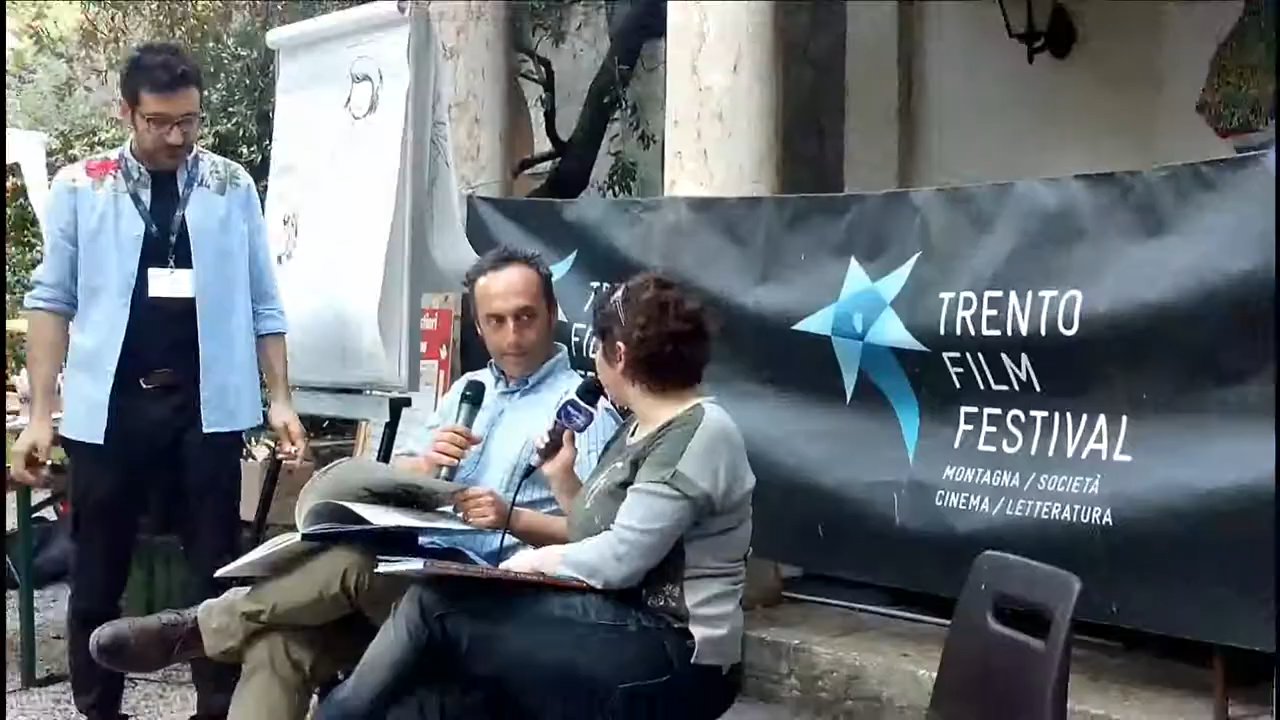 TRENTO
FILM
FESTIVAL
MONTAGNA / SOCIETÀ
CINEMA / LETTERATURA